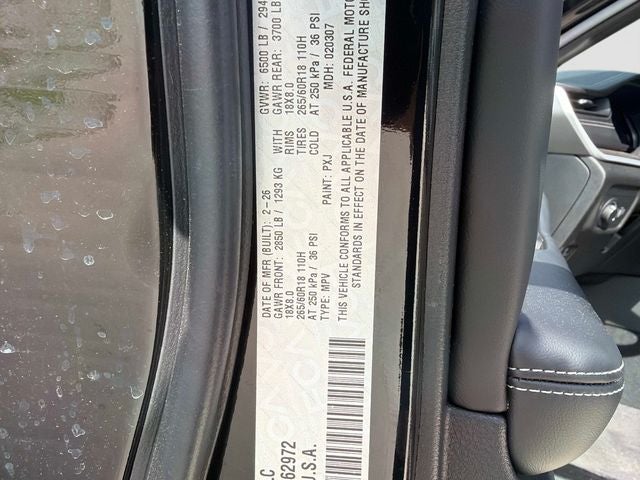 GVWR: 6500 LB / 294
DATE OF MFR (BUILT): 2 - 26
GAWR FRONT: 2850 LB / 1293 KG WITH GAWR REAR: 3700 LB
18X8.0 RIMS 18X8.0
265/60R18 110H TIRES 265/60R18 110H
AT 250 kPa / 36 PSI COLD AT 250 kPa / 36 PSI
TYPE: MPV PAINT: PXJ MDH: 020307
THIS VEHICLE CONFORMS TO ALL APPLICABLE U.S.A. FEDERAL MOTOR
STANDARDS IN EFFECT ON THE DATE OF MANUFACTURE SH
LC
62972
U.S.A.